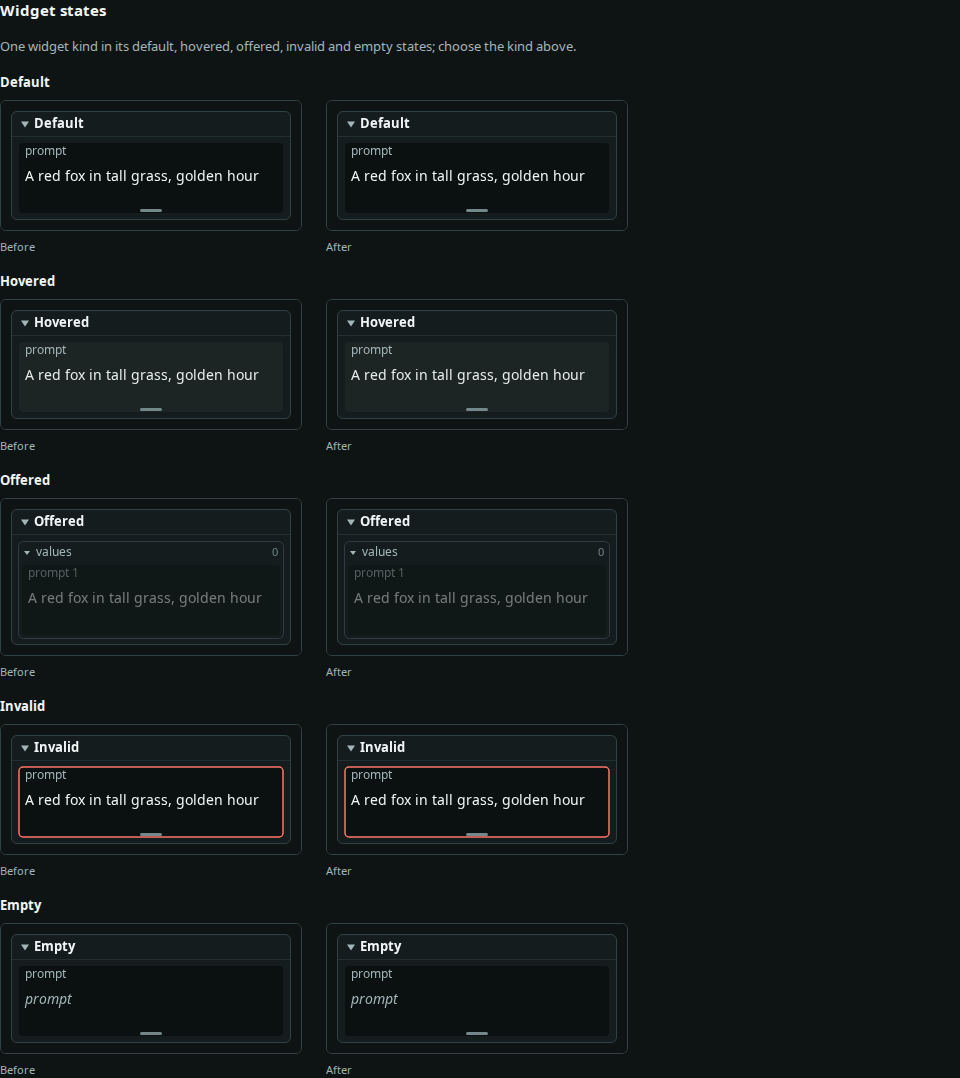 Widget states
One widget kind in its default, hovered, offered, invalid and empty states; choose the kind above.
Default
Default
prompt
A red fox in tall grass, golden hour
Before
Default
prompt
A red fox in tall grass, golden hour
After
Hovered
Hovered
prompt
A red fox in tall grass, golden hour
Before
Hovered
prompt
A red fox in tall grass, golden hour
After
Offered
Offered
values 0
prompt 1
A red fox in tall grass, golden hour
Before
Offered
values 0
prompt 1
A red fox in tall grass, golden hour
After
Invalid
Invalid
prompt
A red fox in tall grass, golden hour
Before
Invalid
prompt
A red fox in tall grass, golden hour
After
Empty
Empty
prompt
prompt
Before
Empty
prompt
prompt
After